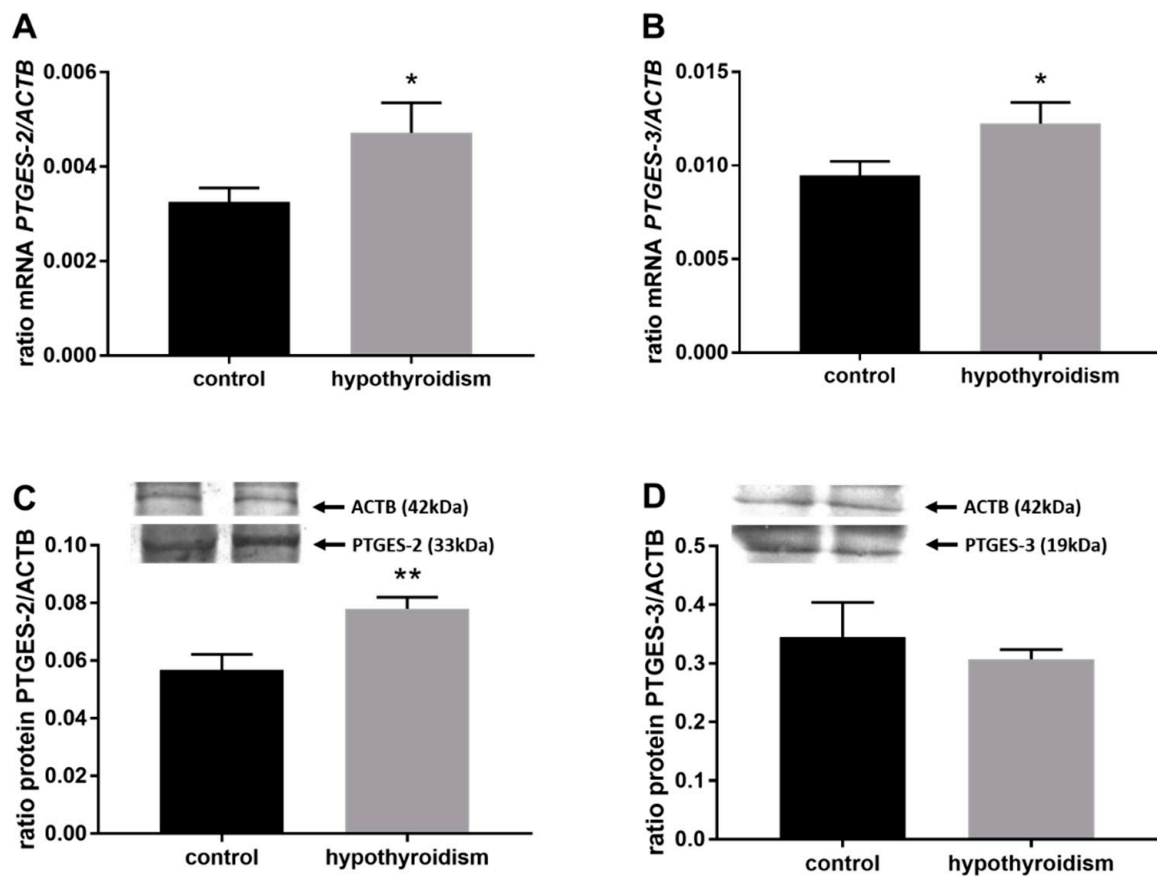 A
ratio mRNA PTGES-2/ACTB
0.006
0.004
0.002
0.000
*
control
hypothyroidism
B
ratio mRNA PTGES-3/ACTB
0.015
0.010
0.005
0.000
*
control
hypothyroidism
C
ACTB (42kDa)
PTGES-2 (33kDa)
ratio protein PTGES-2/ACTB
0.10
0.08
0.06
0.04
0.02
0.00
**
control
hypothyroidism
D
ACTB (42kDa)
PTGES-3 (19kDa)
ratio protein PTGES-3/ACTB
0.5
0.4
0.3
0.2
0.1
0.0
control
hypothyroidism